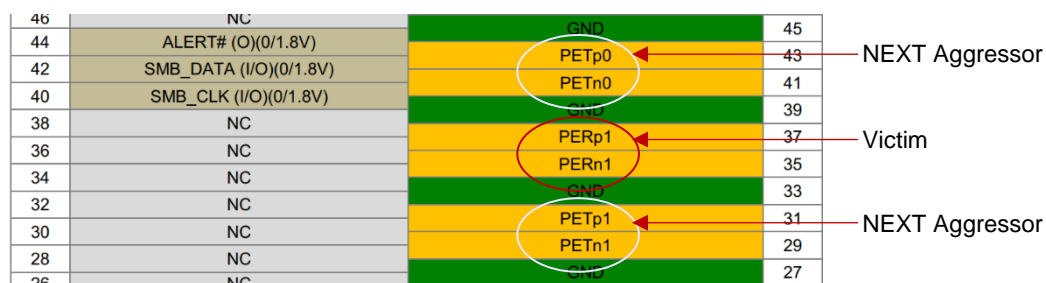 46 NC GND 45
44 ALERT# (O)(0/1.8V) PETp0 43 NEXT Aggressor
42 SMB_DATA (I/O)(0/1.8V) PETn0 41
40 SMB_CLK (I/O)(0/1.8V) GND 39
38 NC PERp1 37 Victim
36 NC PERn1 35
34 NC GND 33
32 NC PETp1 31 NEXT Aggressor
30 NC PETn1 29
28 NC GND 27
26 NC